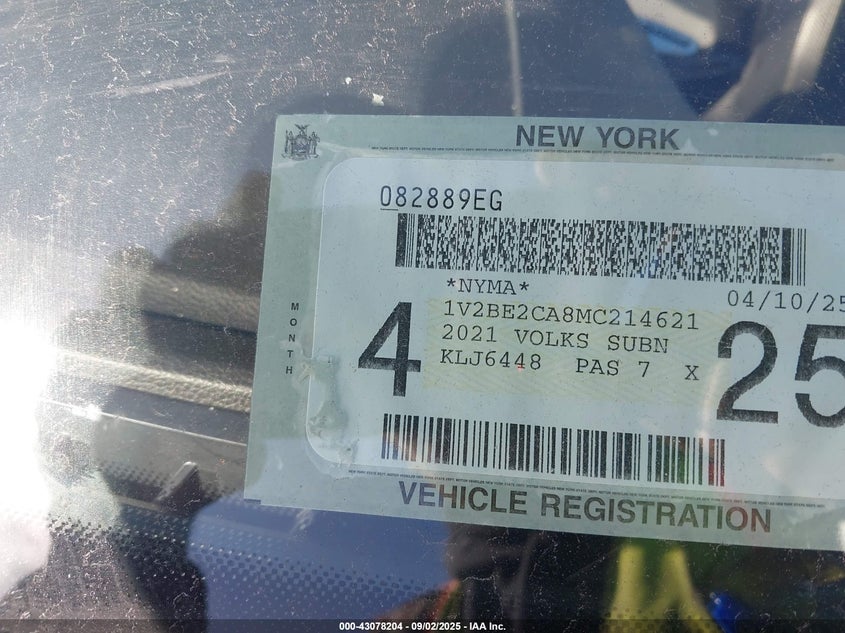 NEW YORK
082889EG
*NYMA*
04/10/25
1V2BE2CA8MC214621
2021 VOLKS SUBN
KLJ6448 PAS 7 X
MONTH
4
25
VEHICLE REGISTRATION
000-43078204 - 09/02/2025 - IAA Inc.